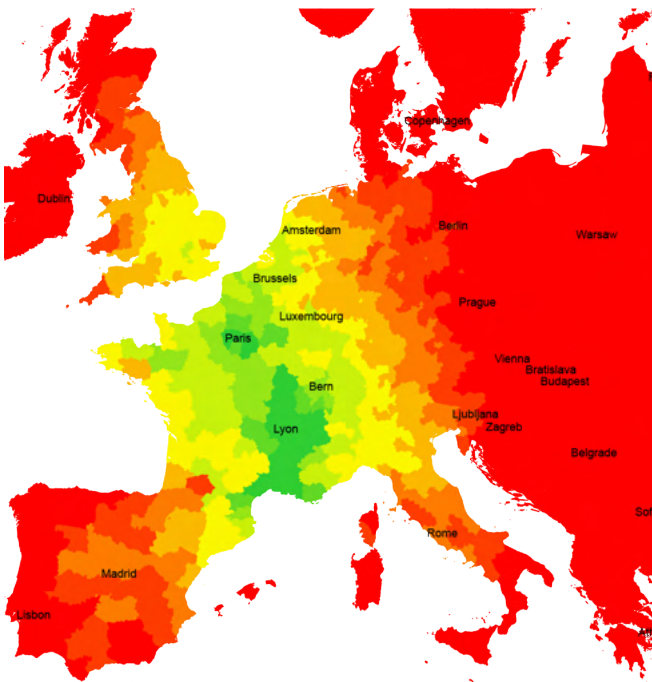 Copenhagen
Dublin
Amsterdam
Berlin
Warsaw
Brussels
Prague
Luxembourg
Paris
Vienna
Bratislava
Budapest
Bern
Ljubljana
Zagreb
Lyon
Belgrade
Sof
Rome
Madrid
Lisbon